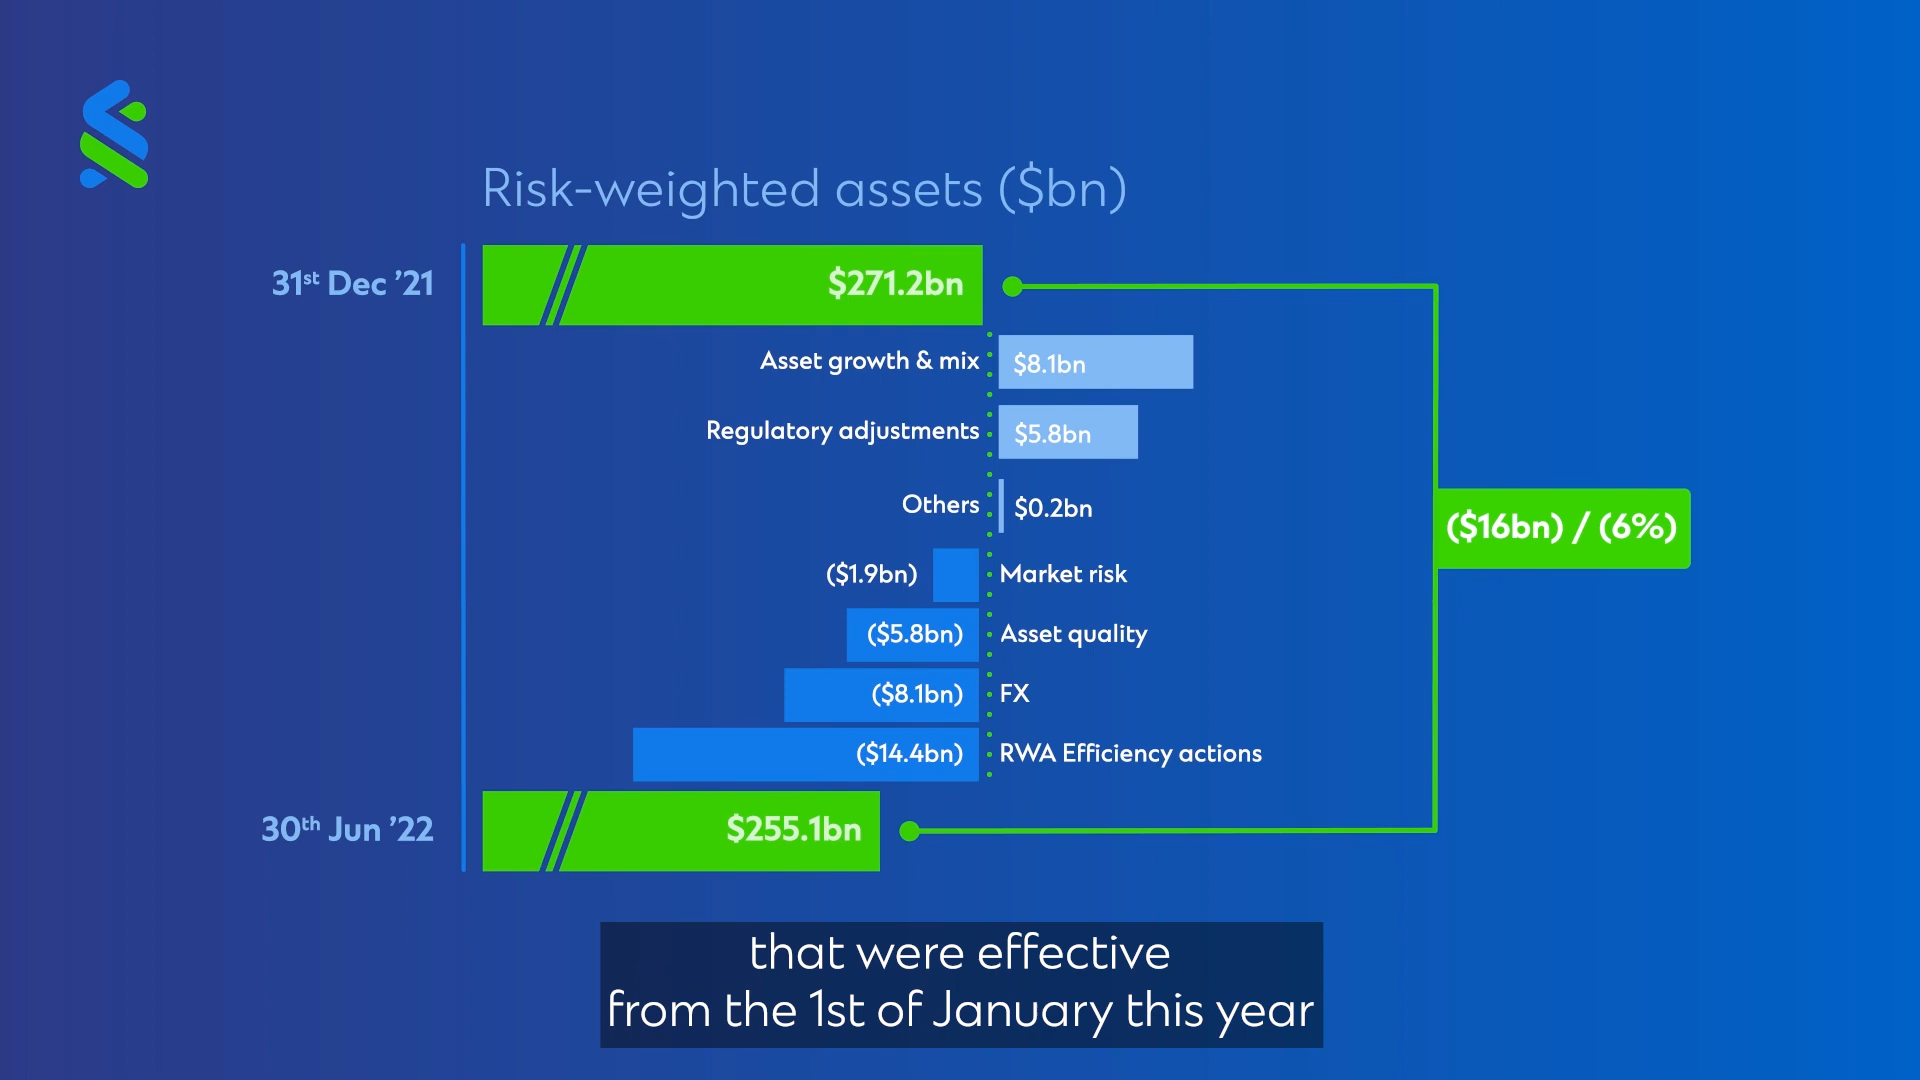 Risk-weighted assets ($bn)
31st Dec ’21
$271.2bn
Asset growth & mix
$8.1bn
Regulatory adjustments
$5.8bn
Others
$0.2bn
($1.9bn)
Market risk
($5.8bn)
Asset quality
($8.1bn)
FX
($14.4bn)
RWA Efficiency actions
30th Jun ’22
$255.1bn
($16bn) / (6%)
that were effective
from the 1st of January this year